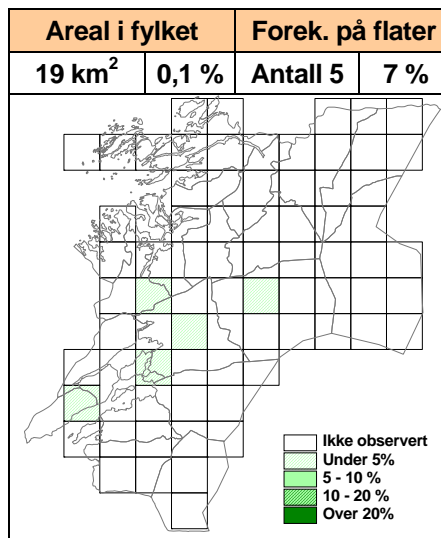 Areal i fylket Forek. på flater
19 km² 0,1 % Antall 5 7 %
Ikke observert
Under 5%
5 - 10 %
10 - 20 %
Over 20%